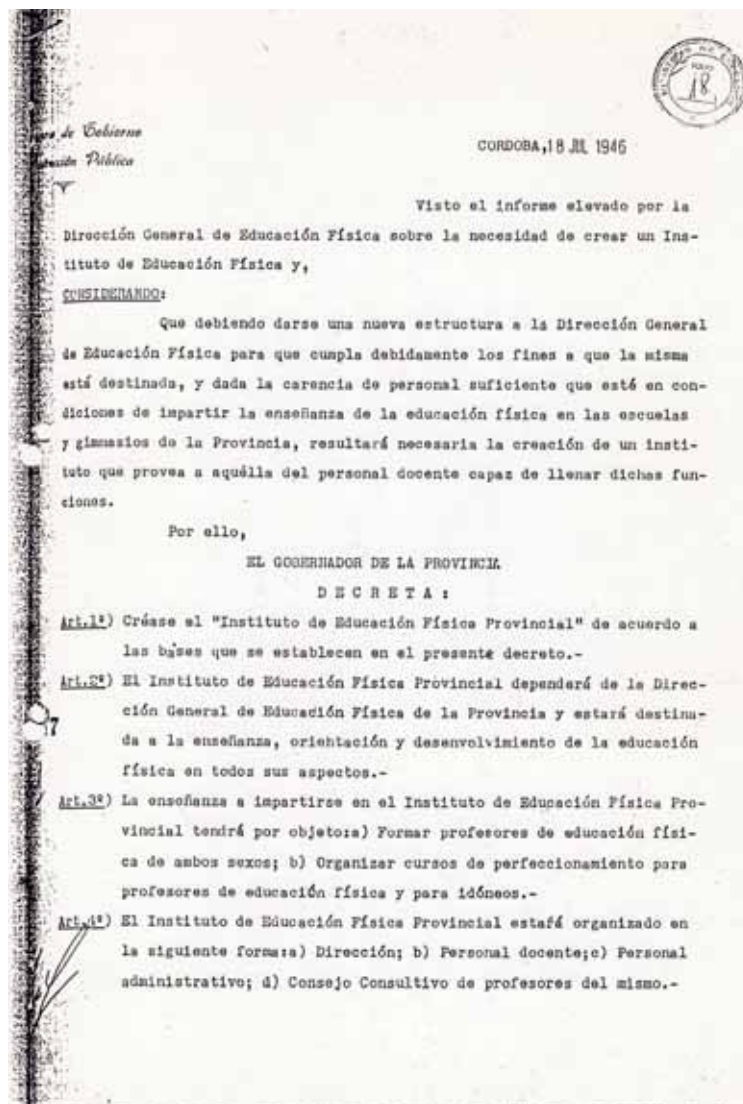 18
de Gobierno
Pública
CORDOBA,18 JUL 1946
Visto el informe elevado por la
Dirección General de Educación Física sobre la necesidad de crear un Ins-
tituto de Educación Física y,
CONSIDERANDO:
Que debiendo darse una nueva estructura a la Dirección General
de Educación Física para que cumpla debidamente los fines a que la misma
está destinada, y dada la carencia de personal suficiente que esté en con-
diciones de impartir la enseñanza de la educación física en las escuelas
y gimnasios de la Provincia, resultará necesaria la creación de un insti-
tuto que provea a aquélla del personal docente capaz de llenar dichas fun-
ciones.
Por ello,
EL GOBERNADOR DE LA PROVINCIA
D E C R E T A :
Art.1º) Créase el "Instituto de Educación Física Provincial" de acuerdo a
las bases que se establecen en el presente decreto.-
Art.2º) El Instituto de Educación Física Provincial dependerá de la Direc-
ción General de Educación Física de la Provincia y estará destina-
da a la enseñanza, orientación y desenvolvimiento de la educación
física en todos sus aspectos.-
7
Art.3º) La enseñanza a impartirse en el Instituto de Educación Física Pro-
vincial tendrá por objeto:a) Formar profesores de educación físi-
ca de ambos sexos; b) Organizar cursos de perfeccionamiento para
profesores de educación física y para idóneos.-
Art.4º) El Instituto de Educación Física Provincial estará organizado en
la siguiente forma:a) Dirección; b) Personal docente;c) Personal
administrativo; d) Consejo Consultivo de profesores del mismo.-